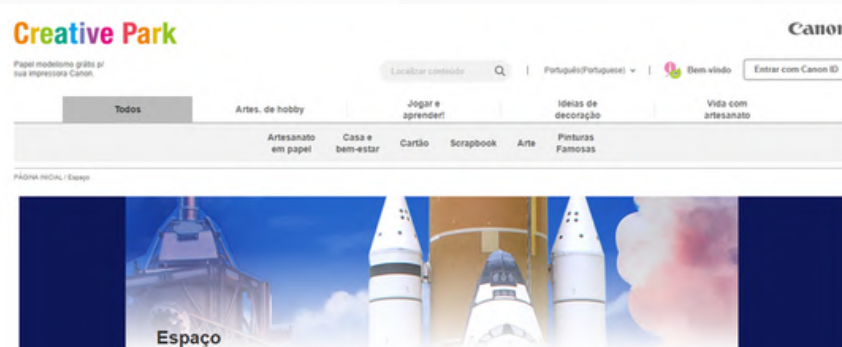 Creative Park
Canon
Papel modelismo grátis p/
sua impressora Canon.
Localizar conteúdo
Português(Portuguese)
Bem-vindo
Entrar com Canon ID
Todos
Artes. de hobby
Jogar e
aprender!
Ideias de
decoração
Vida com
artesanato
Artesanato
em papel
Casa e
bem-estar
Cartão
Scrapbook
Arte
Pinturas
Famosas
PÁGINA INICIAL / Espaço
Espaço